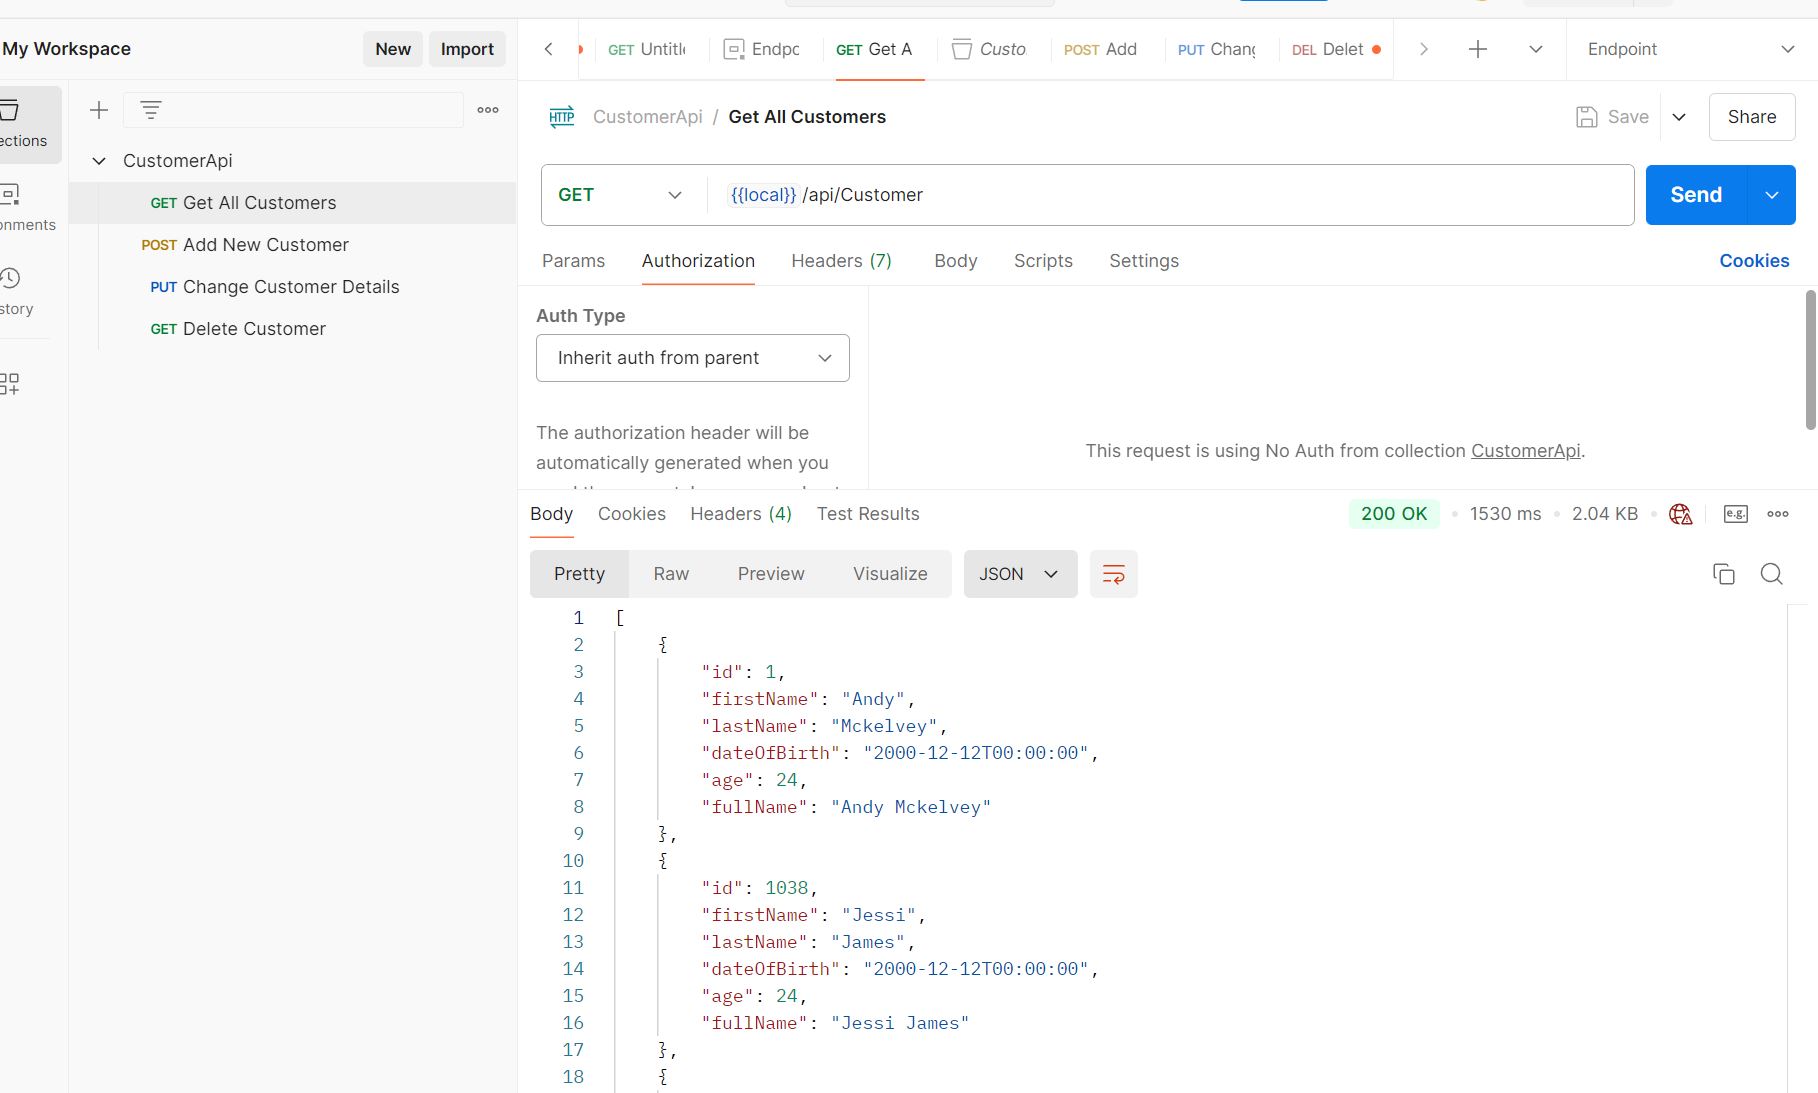 My Workspace
New
Import
GET Untitl
Endpc
GET Get A
Custo
POST Add
PUT Chang
DEL Delet
Endpoint
ections
onments
story
CustomerApi
GET Get All Customers
POST Add New Customer
PUT Change Customer Details
GET Delete Customer
HTTP CustomerApi / Get All Customers
Save
Share
GET
{{local}} /api/Customer
Send
Params
Authorization
Headers (7)
Body
Scripts
Settings
Cookies
Auth Type
Inherit auth from parent
The authorization header will be
automatically generated when you
This request is using No Auth from collection CustomerApi.
Body
Cookies
Headers (4)
Test Results
200 OK
1530 ms
2.04 KB
e.g.
Pretty
Raw
Preview
Visualize
JSON
1 [
2 {
3 "id": 1,
4 "firstName": "Andy",
5 "lastName": "Mckelvey",
6 "dateOfBirth": "2000-12-12T00:00:00",
7 "age": 24,
8 "fullName": "Andy Mckelvey"
9 },
10 {
11 "id": 1038,
12 "firstName": "Jessi",
13 "lastName": "James",
14 "dateOfBirth": "2000-12-12T00:00:00",
15 "age": 24,
16 "fullName": "Jessi James"
17 },
18 {